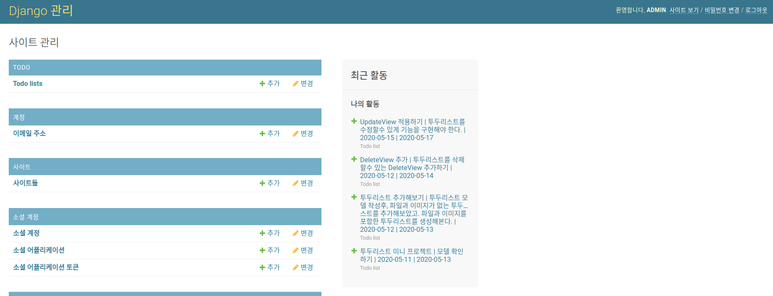 Django 관리
환영합니다. ADMIN 사이트 보기 / 비밀번호 변경 / 로그아웃
사이트 관리
TODO
Todo lists 추가 변경
계정
이메일 주소 추가 변경
사이트
사이트들 추가 변경
소셜 계정
소셜 계정 추가 변경
소셜 어플리케이션 추가 변경
소셜 어플리케이션 토큰 추가 변경
최근 활동
나의 활동
UpdateView 적용하기 | 투두리스트를
수정할수 있게 기능을 구현해야 한다. |
2020-05-15 | 2020-05-17
Todo list
DeleteView 추가 | 투두리스트를 삭제
할수 있는 DeleteView 추가하기 |
2020-05-12 | 2020-05-14
Todo list
투두리스트 추가해보기 | 투두리스트 모
델 작성후, 파일과 이미지가 없는 투두...
스트를 추가해보았고. 파일과 이미지를
포함한 투두리스트를 생성해본다. |
2020-05-12 | 2020-05-13
Todo list
투두리스트 미니 프로젝트 | 모델 확인
하기 | 2020-05-11 | 2020-05-13
Todo list